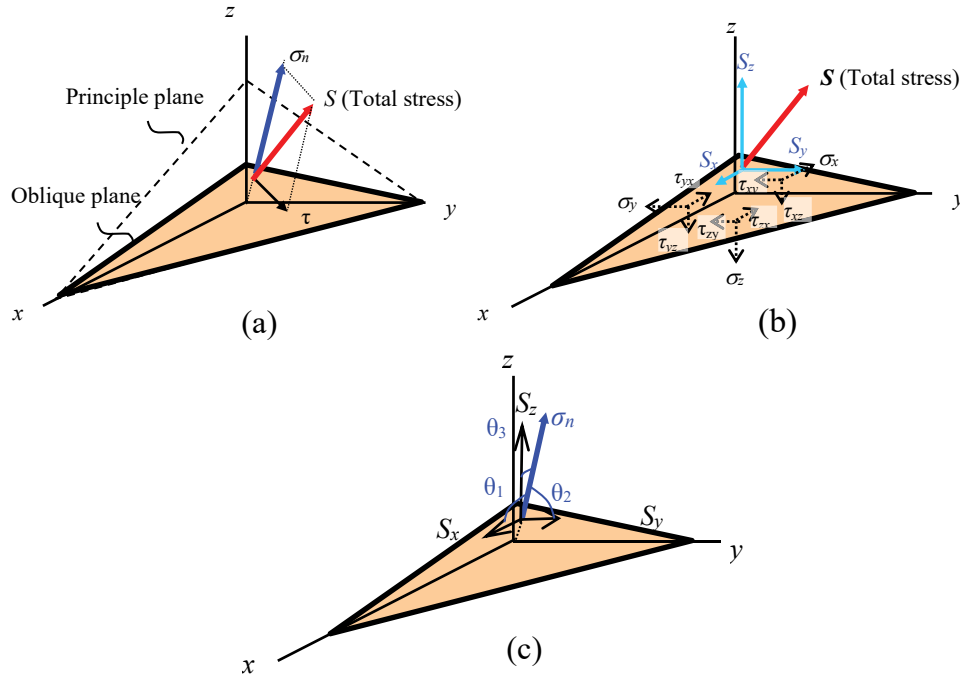 z
σn
Principle plane
S (Total stress)
Oblique plane
τ
y
x
(a)
z
Sz
S (Total stress)
Sx
Sy
σx
τyx
τxy
σy
y
τxz
τyz
τzy
τzx
σz
x
(b)
z
Sz
σn
θ3
θ1
θ2
Sx
Sy
y
x
(c)